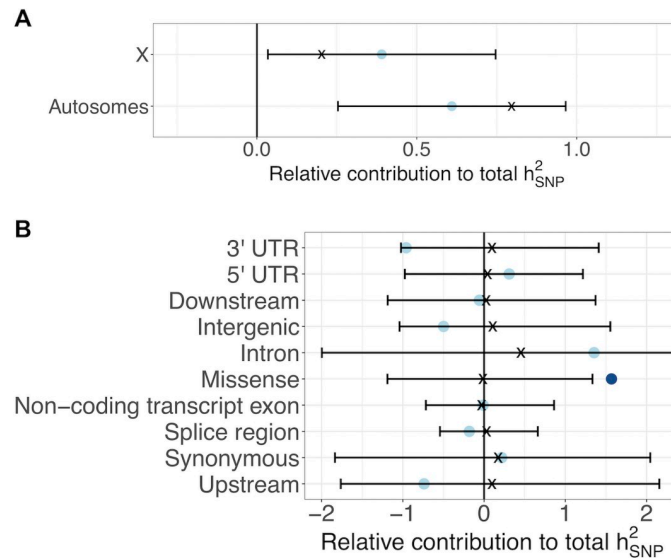 A
X
Autosomes
0.0 0.5 1.0
Relative contribution to total h²SNP
B
3' UTR
5' UTR
Downstream
Intergenic
Intron
Missense
Non−coding transcript exon
Splice region
Synonymous
Upstream
−2 −1 0 1 2
Relative contribution to total h²SNP